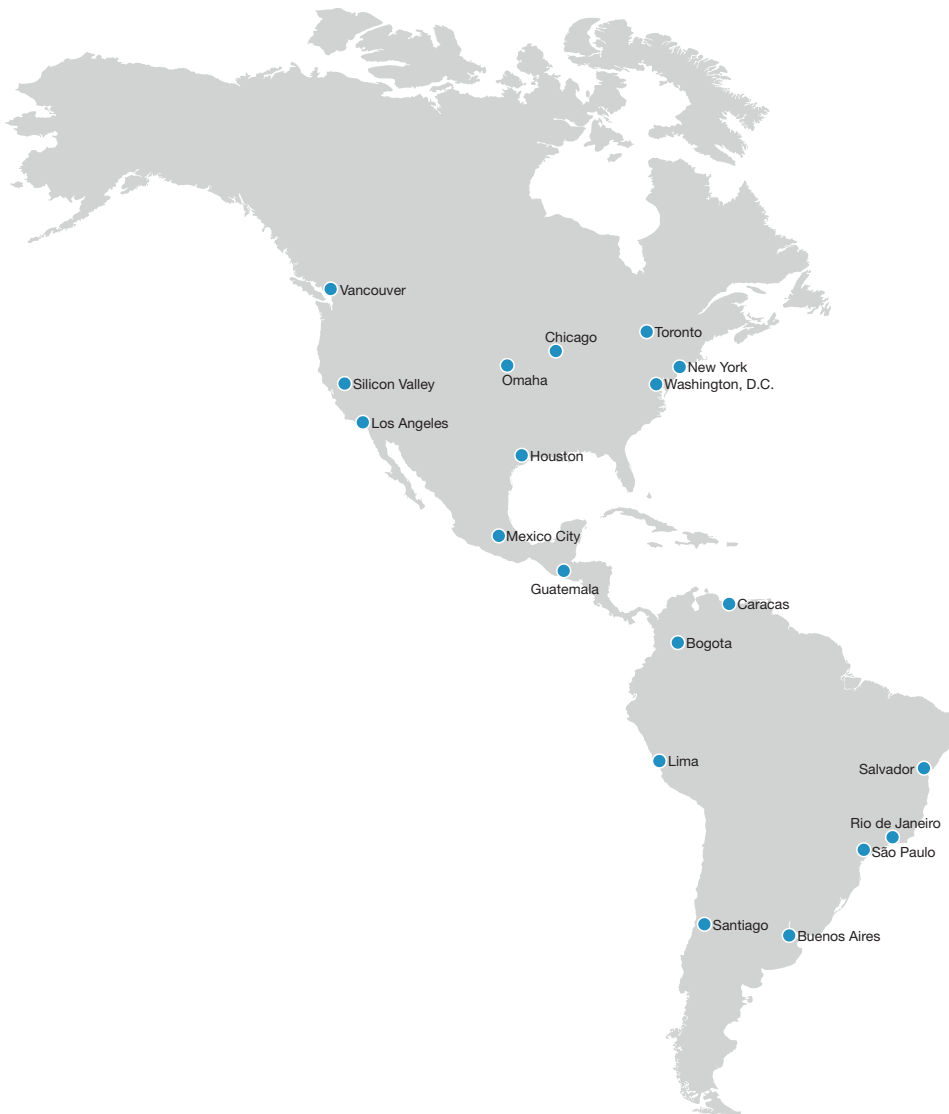 Vancouver
Chicago
Toronto
New York
Omaha
Silicon Valley
Washington, D.C.
Los Angeles
Houston
Mexico City
Guatemala
Caracas
Bogota
Lima
Salvador
Rio de Janeiro
São Paulo
Santiago
Buenos Aires